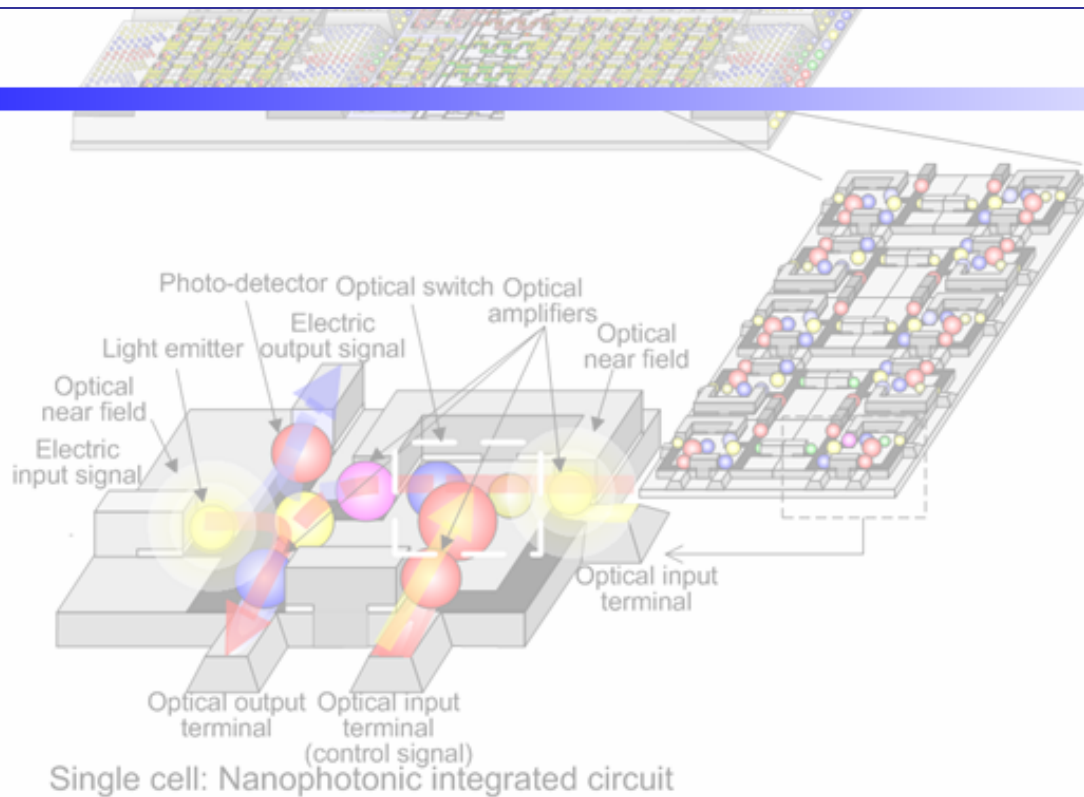 Photo-detector
Optical switch
Optical
amplifiers
Electric
output signal
Optical
near field
Light emitter
Optical
near field
Electric
input signal
Optical input
terminal
Optical output
terminal
Optical input
terminal
(control signal)
Single cell: Nanophotonic integrated circuit